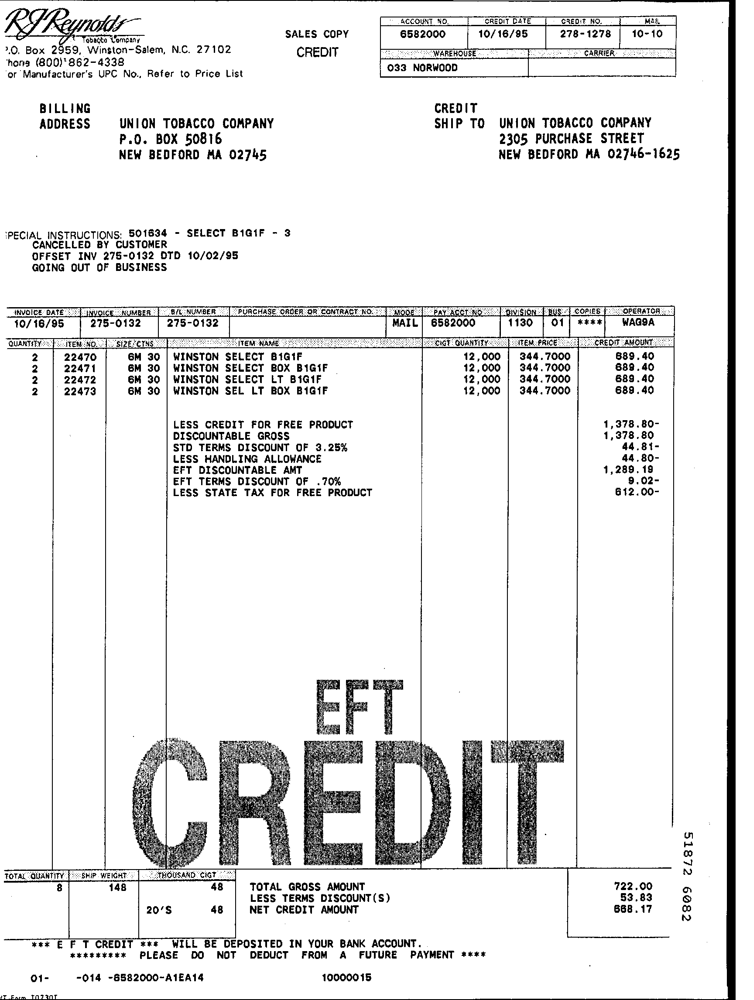 RJReynolds
Tobacco Company
P.O. Box 2959, Winston-Salem, N.C. 27102
Phone (800) 862-4338
For Manufacturer's UPC No., Refer to Price List
SALES COPY
CREDIT
ACCOUNT NO. CREDIT DATE CREDIT NO. MAIL
6582000 10/16/95 278-1278 10-10
WAREHOUSE CARRIER
033 NORWOOD
BILLING
ADDRESS UNION TOBACCO COMPANY
P.O. BOX 50816
NEW BEDFORD MA 02745
CREDIT
SHIP TO UNION TOBACCO COMPANY
2305 PURCHASE STREET
NEW BEDFORD MA 02746-1625
SPECIAL INSTRUCTIONS: 501634 - SELECT B1G1F - 3
CANCELLED BY CUSTOMER
OFFSET INV 275-0132 DTD 10/02/95
GOING OUT OF BUSINESS
INVOICE DATE INVOICE NUMBER B/L NUMBER PURCHASE ORDER OR CONTRACT NO. MODE PAY ACCT NO DIVISION BUS COPIES OPERATOR
10/16/95 275-0132 275-0132 MAIL 6582000 1130 01 **** WAG9A
QUANTITY ITEM NO. SIZE/CTNS ITEM NAME CIGT QUANTITY ITEM PRICE CREDIT AMOUNT
2 22470 6M 30 WINSTON SELECT B1G1F 12,000 344.7000 689.40
2 22471 6M 30 WINSTON SELECT BOX B1G1F 12,000 344.7000 689.40
2 22472 6M 30 WINSTON SELECT LT B1G1F 12,000 344.7000 689.40
2 22473 6M 30 WINSTON SEL LT BOX B1G1F 12,000 344.7000 689.40
LESS CREDIT FOR FREE PRODUCT 1,378.80-
DISCOUNTABLE GROSS 1,378.80
STD TERMS DISCOUNT OF 3.25% 44.81-
LESS HANDLING ALLOWANCE 44.80-
EFT DISCOUNTABLE AMT 1,289.19
EFT TERMS DISCOUNT OF .70% 9.02-
LESS STATE TAX FOR FREE PRODUCT 612.00-
EFT
CREDIT
TOTAL QUANTITY SHIP WEIGHT THOUSAND CIGT
8 148 48 TOTAL GROSS AMOUNT 722.00
LESS TERMS DISCOUNT(S) 53.83
20'S 48 NET CREDIT AMOUNT 668.17
*** E F T CREDIT *** WILL BE DEPOSITED IN YOUR BANK ACCOUNT.
********* PLEASE DO NOT DEDUCT FROM A FUTURE PAYMENT ****
01- -014 -6582000-A1EA14 10000015
51872 6082